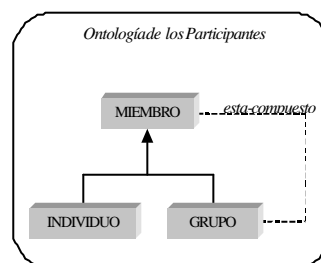 Ontologíade los Participantes
MIEMBRO
esta-compuesto
INDIVIDUO
GRUPO